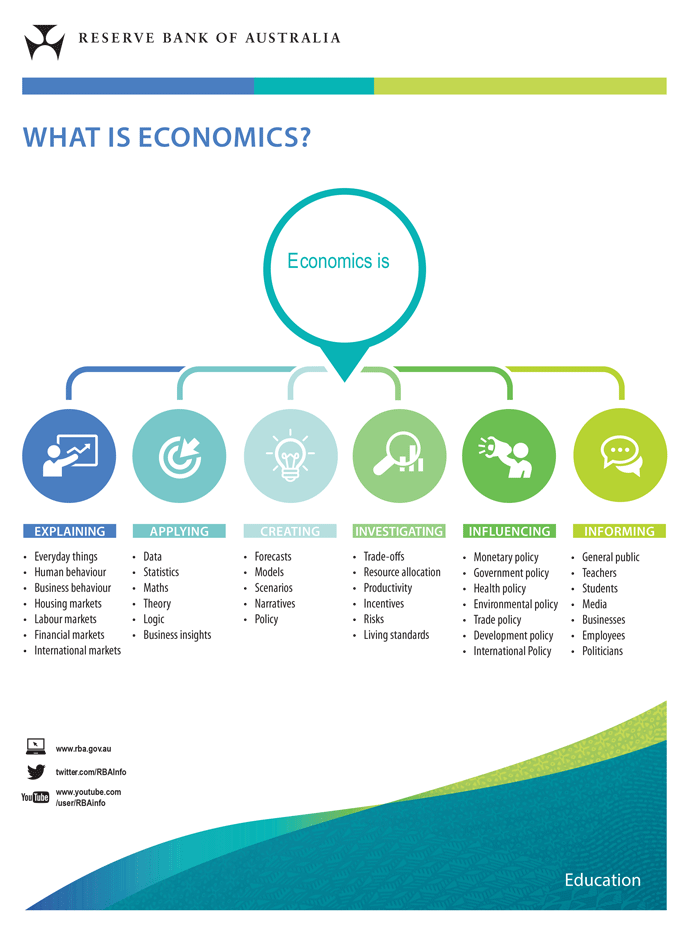 RESERVE BANK OF AUSTRALIA
WHAT IS ECONOMICS?
Economics is
EXPLAINING
• Everyday things
• Human behaviour
• Business behaviour
• Housing markets
• Labour markets
• Financial markets
• International markets
APPLYING
• Data
• Statistics
• Maths
• Theory
• Logic
• Business insights
CREATING
• Forecasts
• Models
• Scenarios
• Narratives
• Policy
INVESTIGATING
• Trade-offs
• Resource allocation
• Productivity
• Incentives
• Risks
• Living standards
INFLUENCING
• Monetary policy
• Government policy
• Health policy
• Environmental policy
• Trade policy
• Development policy
• International Policy
INFORMING
• General public
• Teachers
• Students
• Media
• Businesses
• Employees
• Politicians
www.rba.gov.au
twitter.com/RBAInfo
YouTube
www.youtube.com
/user/RBAinfo
Education